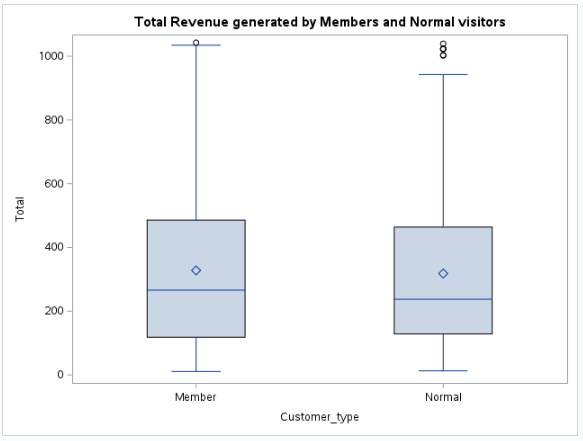 Total Revenue generated by Members and Normal visitors
1000
800
600
400
200
0
Total
Member
Normal
Customer_type